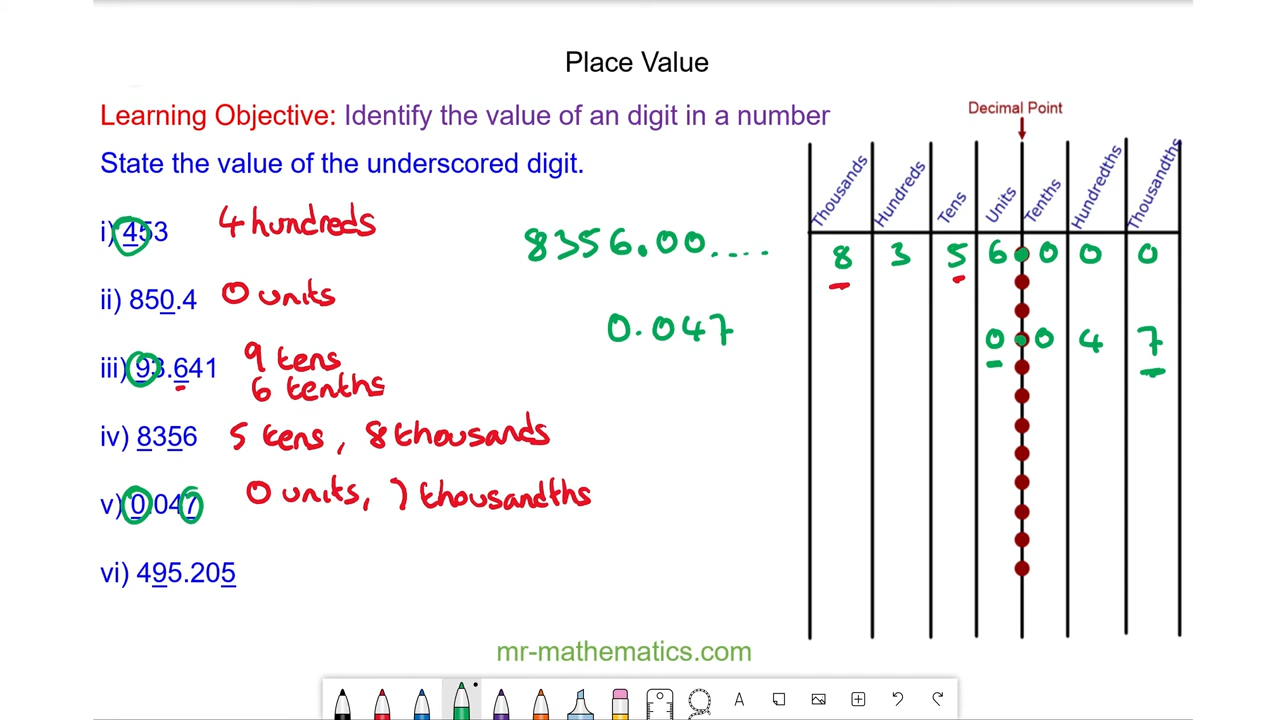 Place Value
Learning Objective: Identify the value of an digit in a number
State the value of the underscored digit.
i) 453 4 hundreds
ii) 850.4 0 units
iii) 93.641 9 tens
6 tenths
iv) 8356 5 tens, 8 thousands
v) 0.047 0 units, 7 thousandths
vi) 495.205
8356.00....
0.047
Decimal Point
Thousands Hundreds Tens Units Tenths Hundredths Thousandths
8 3 5 6 . 0 0 0
0 . 0 4 7
mr-mathematics.com
A